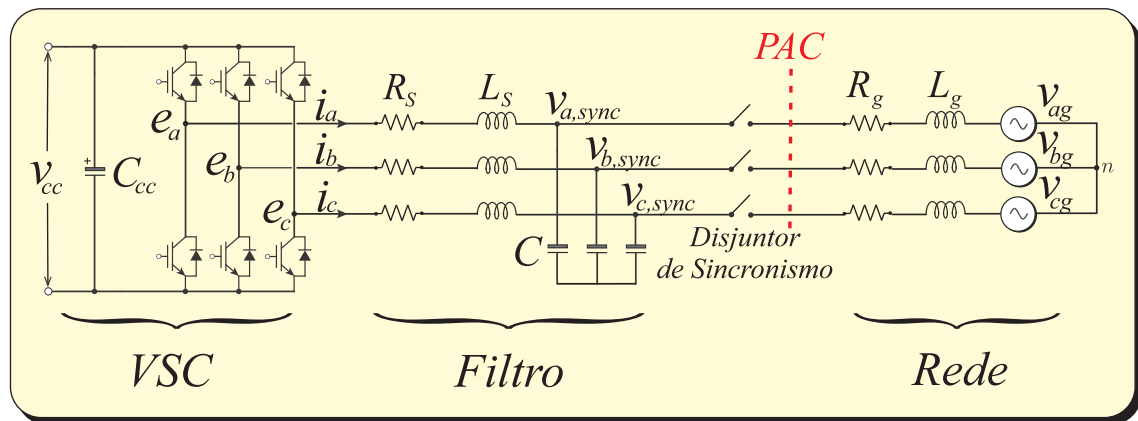 PAC
R_S
L_S
R_g
L_g
v_ag
v_a,sync
i_a
e_a
v_bg
v_b,sync
i_b
e_b
n
v_cc
C_cc
v_cg
v_c,sync
i_c
e_c
+
C
Disjuntor
de Sincronismo
VSC
Filtro
Rede